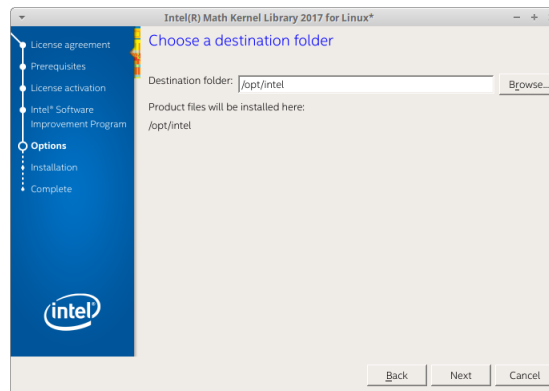 Intel(R) Math Kernel Library 2017 for Linux*
License agreement
Prerequisites
License activation
Intel® Software
Improvement Program
Options
Installation
Complete
intel
Choose a destination folder
Destination folder: /opt/intel Browse...
Product files will be installed here:
/opt/intel
Back Next Cancel